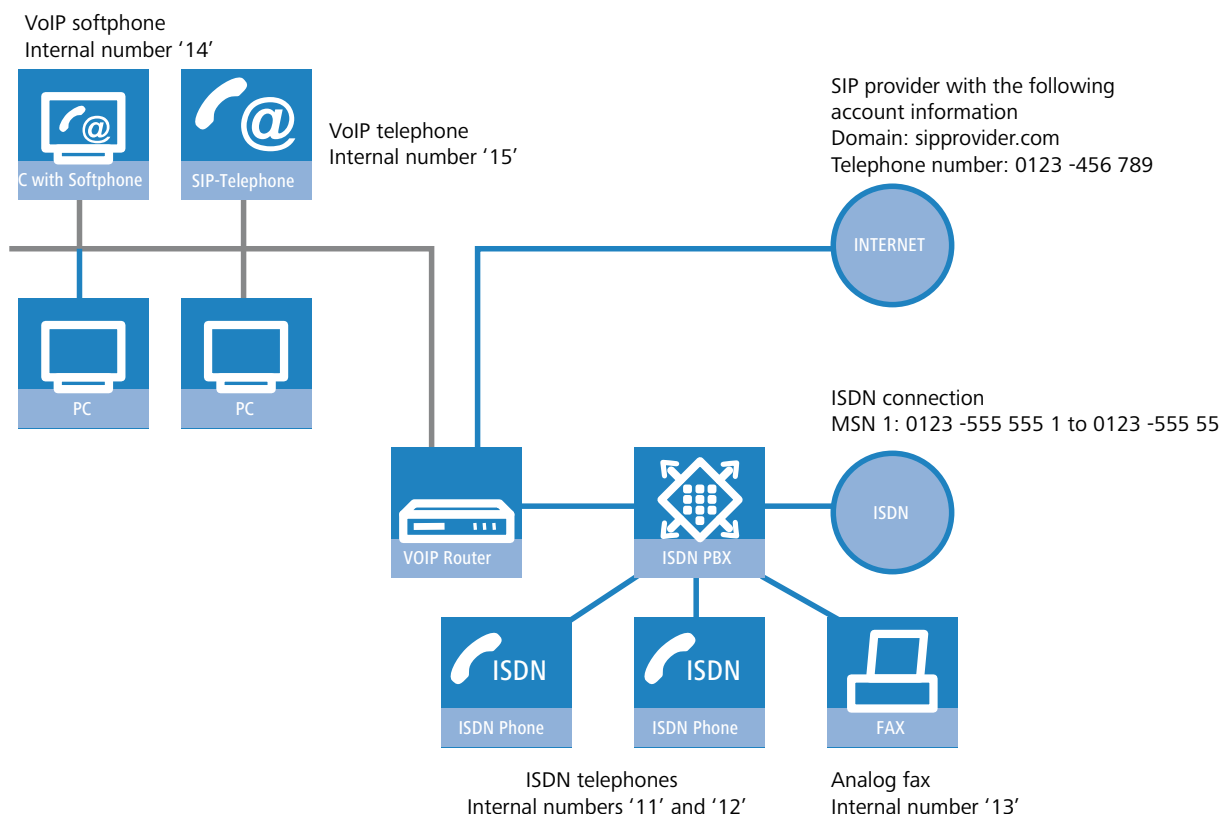 VoIP softphone
Internal number ‘14’
C with Softphone
@
SIP-Telephone
@
VoIP telephone
Internal number ‘15’
SIP provider with the following
account information
Domain: sipprovider.com
Telephone number: 0123 -456 789
INTERNET
PC
PC
ISDN connection
MSN 1: 0123 -555 555 1 to 0123 -555 55
VOIP Router
ISDN PBX
ISDN
ISDN
ISDN Phone
ISDN
ISDN Phone
FAX
ISDN telephones
Internal numbers ‘11’ and ‘12’
Analog fax
Internal number ‘13’